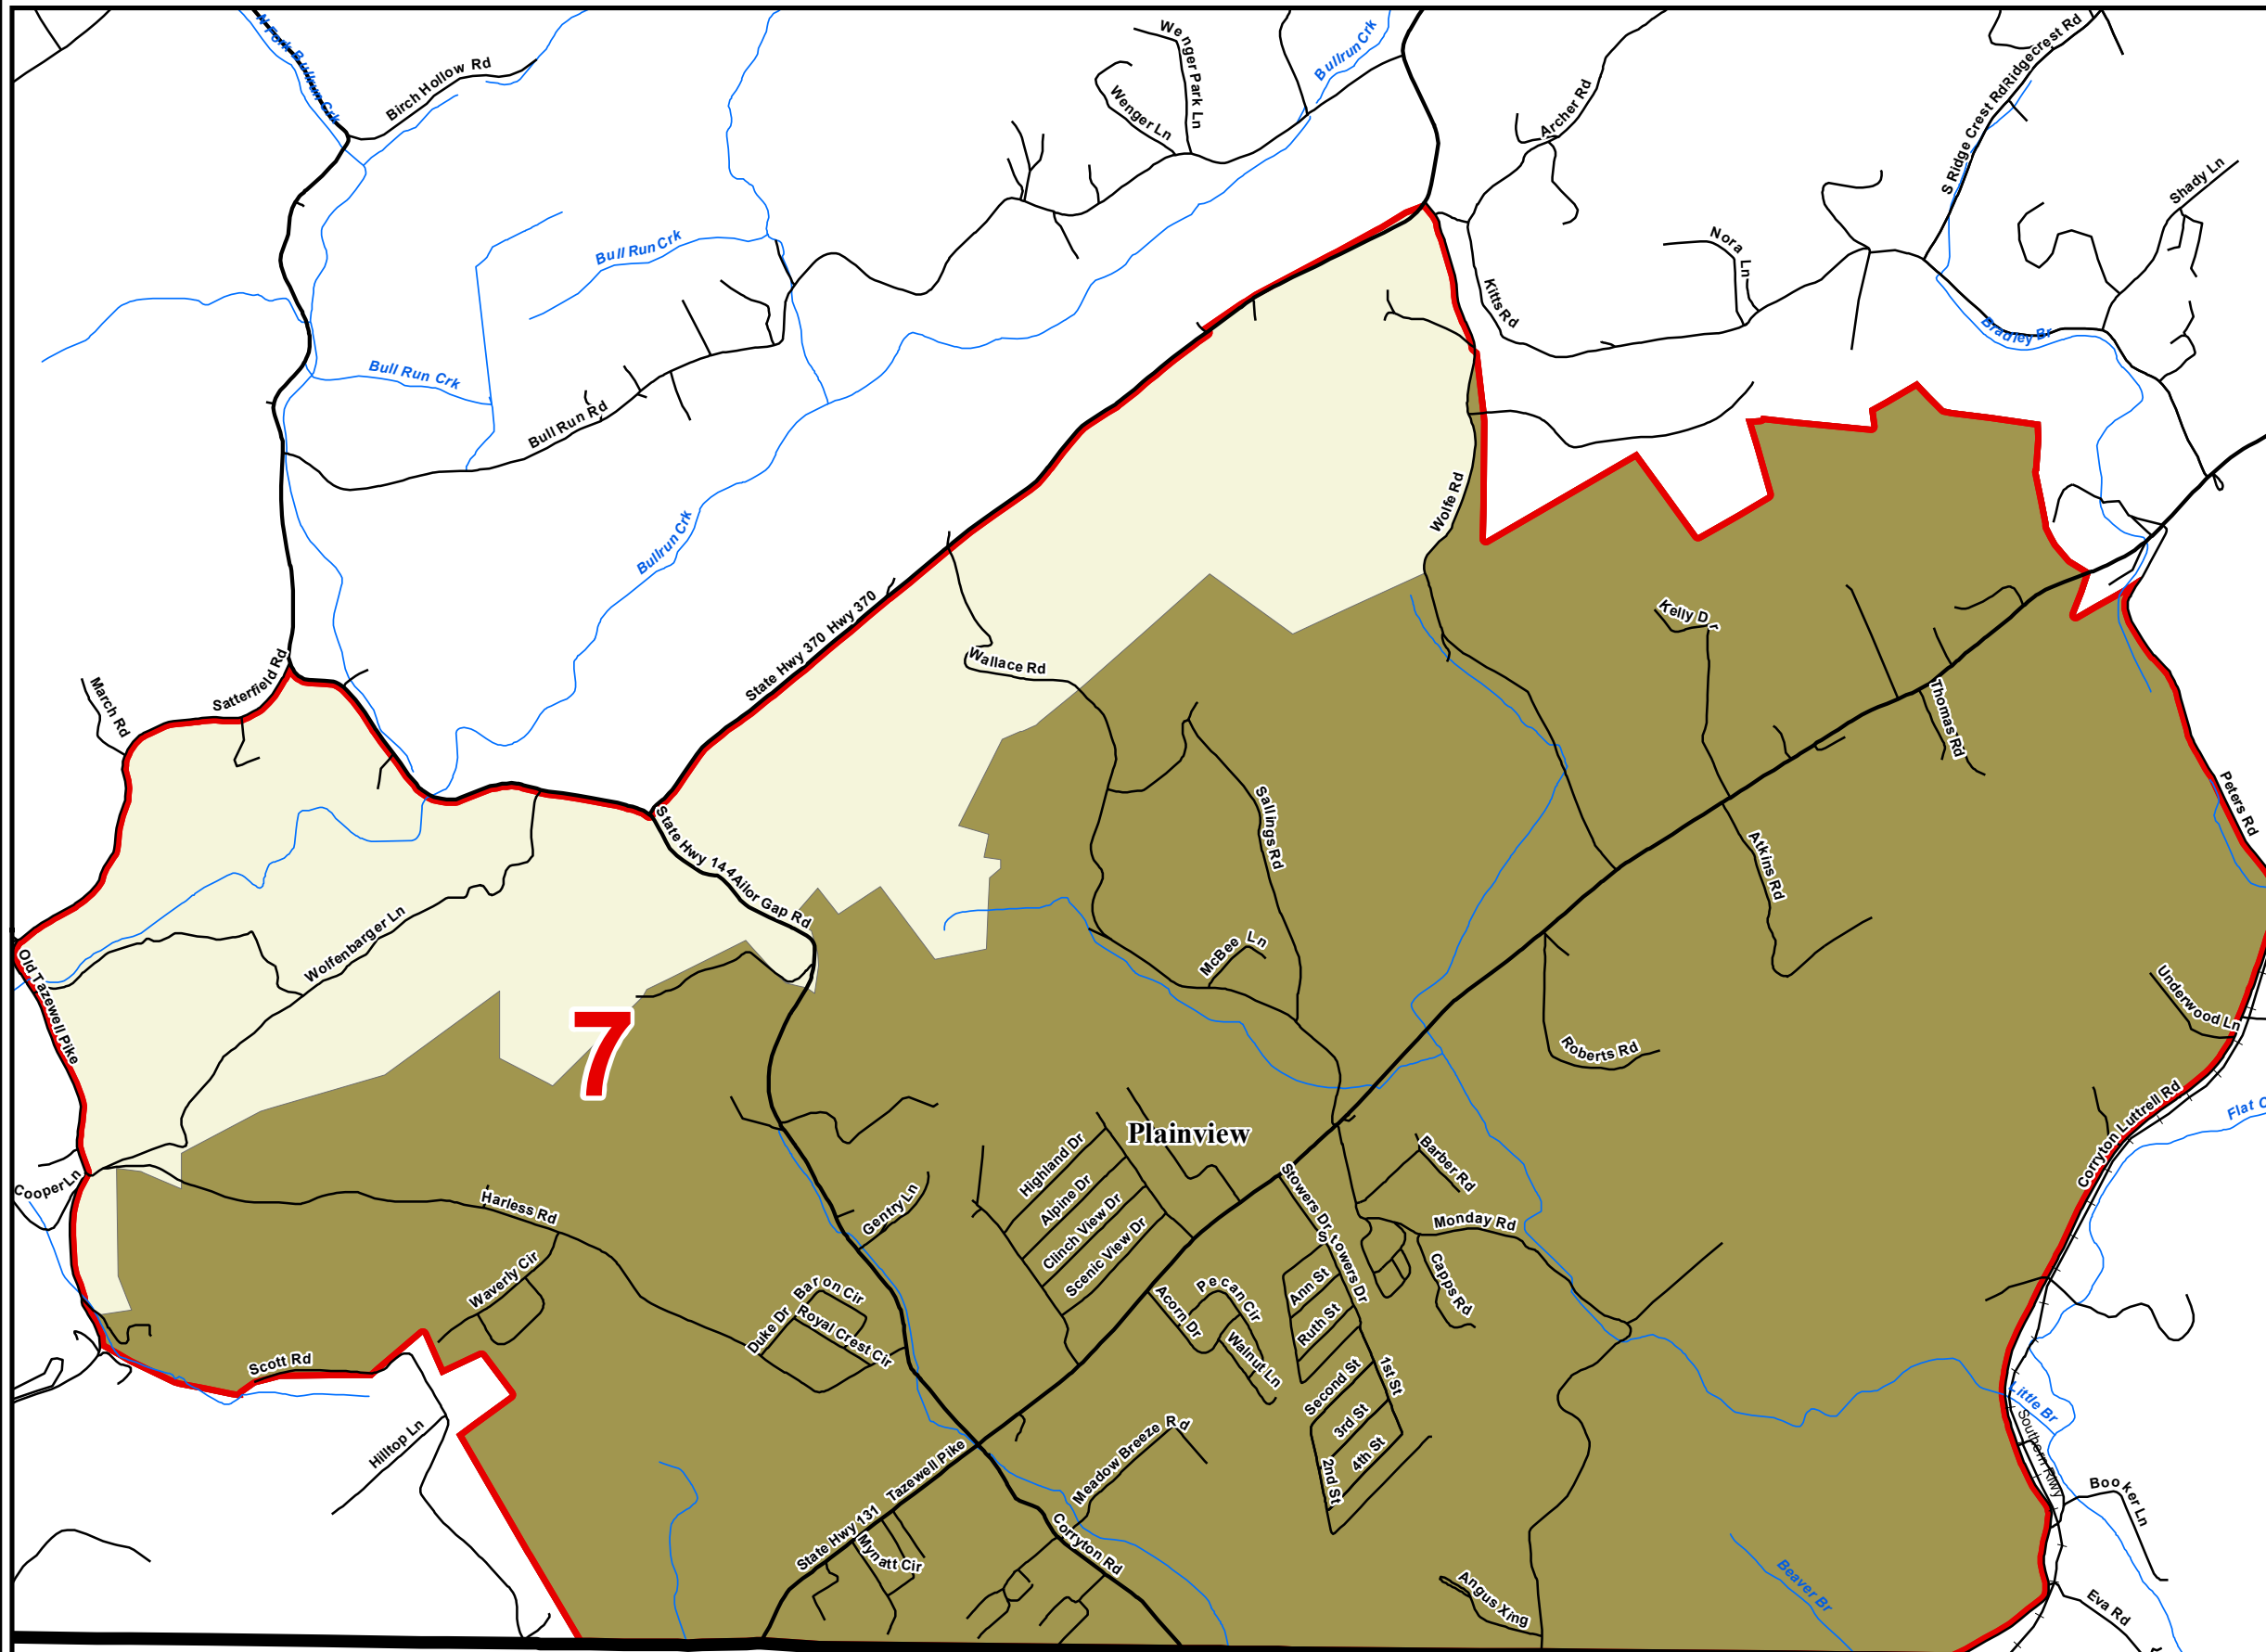 N Fork Bullrun Crk
Birch Hollow Rd
Wenger Park Ln
Wenger Ln
Bullrun Crk
Archer Rd
Ridgecrest Rd
S Ridge Crest Rd
Shady Ln
Bull Run Crk
Nora Ln
Kitts Rd
Bradley Br
Bull Run Crk
Bull Run Rd
Wolfe Rd
Bullrun Crk
State Hwy 370 Hwy 370
Kelly Dr
Wallace Rd
Satterfield Rd
March Rd
Thomas Rd
Peters Rd
State Hwy 144
Ailor Gap Rd
Sallings Rd
Atkins Rd
Wolfenbarger Ln
Old Tazewell Pike
McBee Ln
Underwood Ln
7
Roberts Rd
Plainview
Corryton Luttrell Rd
Flat C
Cooper Ln
Harless Rd
Highland Dr
Alpine Dr
Clinch View Dr
Scenic View Dr
Gentry Ln
Stowers Dr
Stowers Dr
Barber Rd
Monday Rd
Capps Rd
Waverly Cir
Baron Cir
Duke Dr
Royal Crest Cir
Acorn Dr
Pecan Cir
Walnut Ln
Ann St
Ruth St
Second St
1st St
3rd St
4th St
2nd St
Scott Rd
Hilltop Ln
Little Br
Southern Rlwy
Meadow Breeze Rd
Tazewell Pike
State Hwy 131
Mynatt Cir
Corryton Rd
Angus Xing
Beaver Br
Booker Ln
Eva Rd